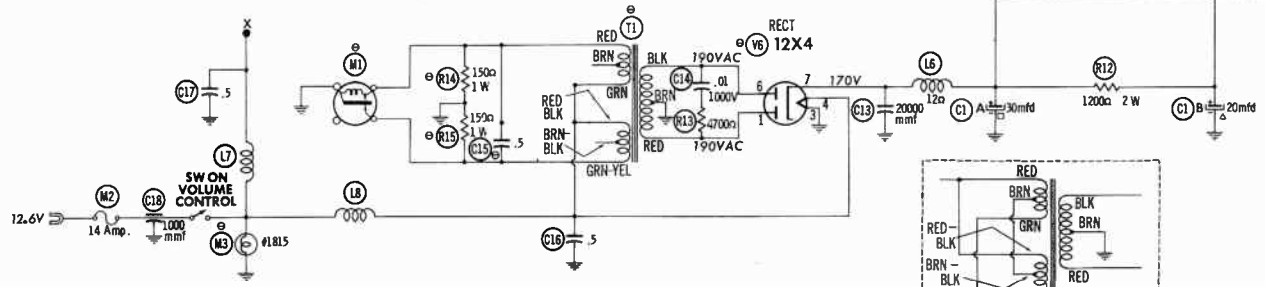 X
C17 .5
L7
SW ON
VOLUME
CONTROL
12.6V
M2
14 Amp.
C18
1000
mmf
M3
#1815
L8
M1
R14
150Ω
1 W
R15
150Ω
1 W
C15 .5
C16 .5
T1
RED
BRN
GRN
RED
BLK
BRN-
BLK
GRN-YEL
BLK
BRN
RED
190VAC
C14
.01
1000V
R13 4700Ω
190VAC
RECT
V6 12X4
6
1
7
4
3
170V
C13 20000
mmf
L6
12Ω
C1 A 30mfd
R12
1200Ω 2 W
C1 B 20mfd
RED
BRN
GRN
RED-
BLK
BRN-
BLK
BLK
BRN
RED